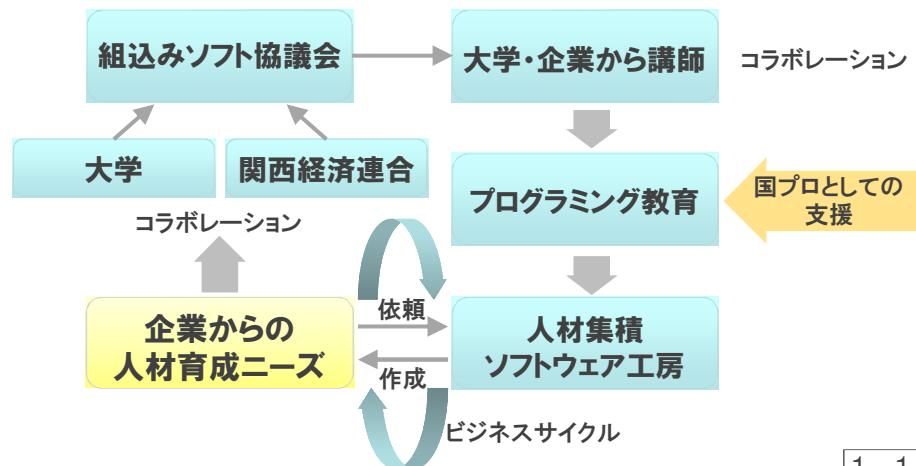 組込みソフト協議会
大学・企業から講師
コラボレーション
大学
関西経済連合
プログラミング教育
国プロとしての
支援
コラボレーション
依頼
企業からの
人材育成ニーズ
人材集積
ソフトウェア工房
作成
ビジネスサイクル
1 1